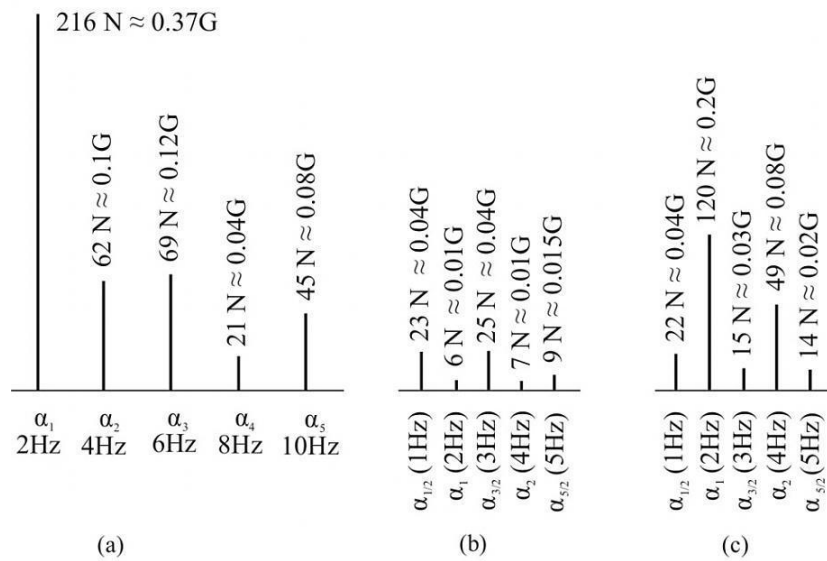 216 N ≈ 0.37G
62 N ≈ 0.1G
69 N ≈ 0.12G
21 N ≈ 0.04G
45 N ≈ 0.08G
α₁ α₂ α₃ α₄ α₅
2Hz 4Hz 6Hz 8Hz 10Hz
(a)
23 N ≈ 0.04G
6 N ≈ 0.01G
25 N ≈ 0.04G
7 N ≈ 0.01G
9 N ≈ 0.015G
α1/2 (1Hz)
α₁ (2Hz)
α3/2 (3Hz)
α₂ (4Hz)
α5/2 (5Hz)
(b)
22 N ≈ 0.04G
120 N ≈ 0.2G
15 N ≈ 0.03G
49 N ≈ 0.08G
14 N ≈ 0.02G
α1/2 (1Hz)
α₁ (2Hz)
α3/2 (3Hz)
α₂ (4Hz)
α5/2 (5Hz)
(c)